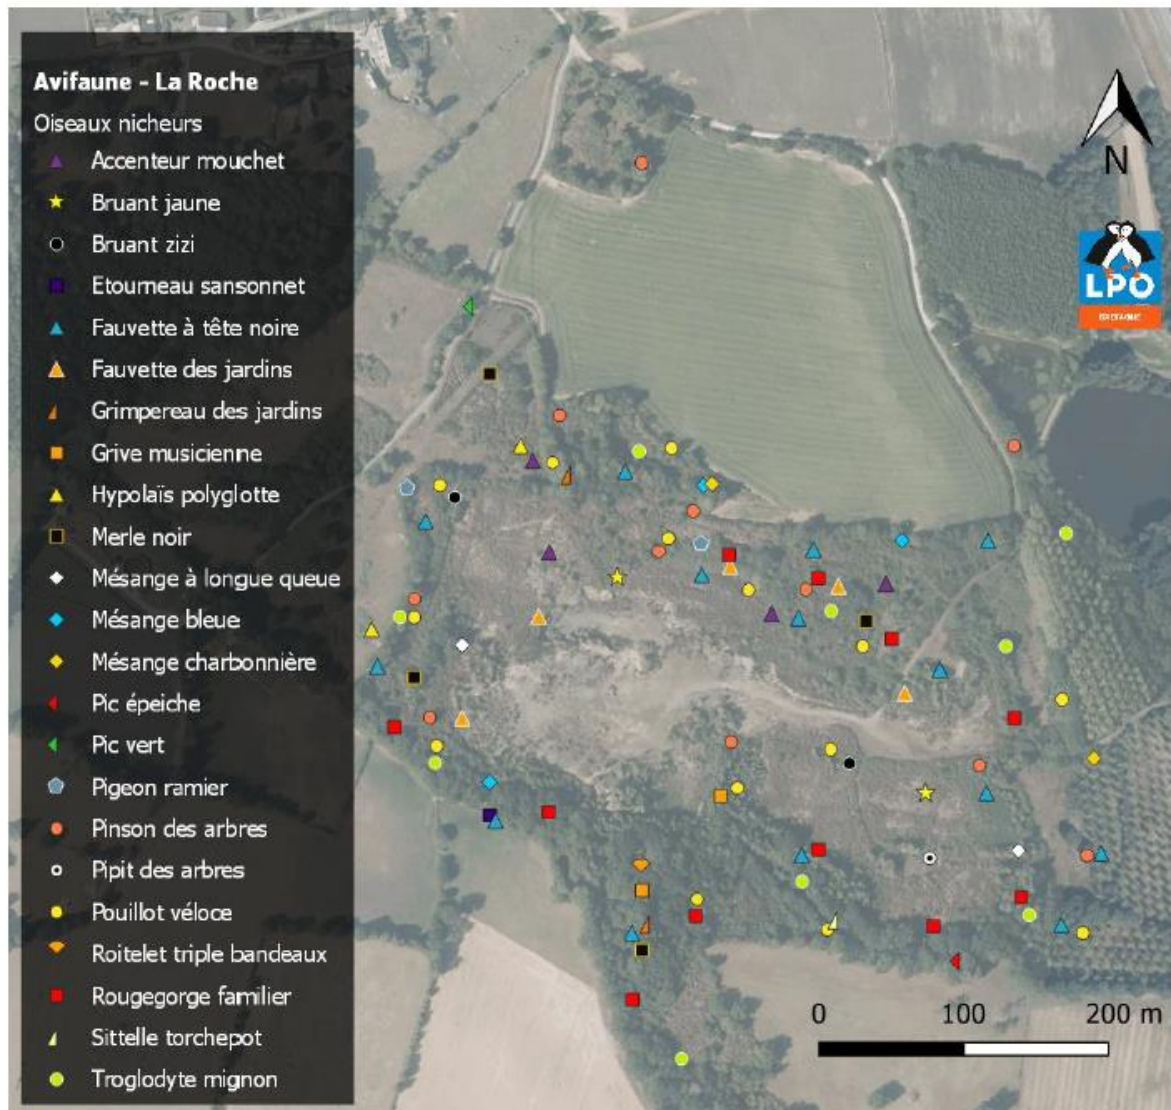 Avifaune - La Roche
Oiseaux nicheurs
Accenteur mouchet
Bruant jaune
Bruant zizi
Etourneau sansonnet
Fauvette à tête noire
Fauvette des jardins
Grimpereau des jardins
Grive musicienne
Hypolaïs polyglotte
Merle noir
Mésange à longue queue
Mésange bleue
Mésange charbonnière
Pic épeiche
Pic vert
Pigeon ramier
Pinson des arbres
Pipit des arbres
Pouillot véloce
Roitelet triple bandeaux
Rougegorge familier
Sittelle torchepot
Troglodyte mignon
N
LPO
BRETAGNE
0 100 200 m